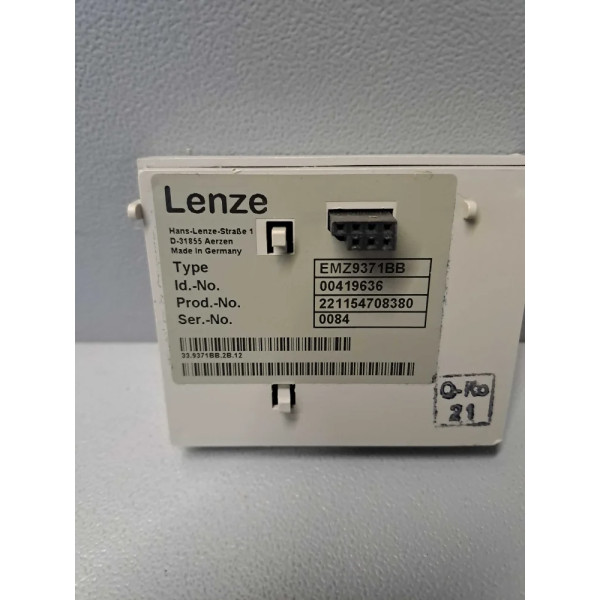 Lenze
Hans-Lenze-Straße 1
D-31855 Aerzen
Made in Germany
Type EMZ9371BB
Id.-No. 00419636
Prod.-No. 221154708380
Ser.-No. 0084
33.9371BB.2B.12
Q-Ko
21